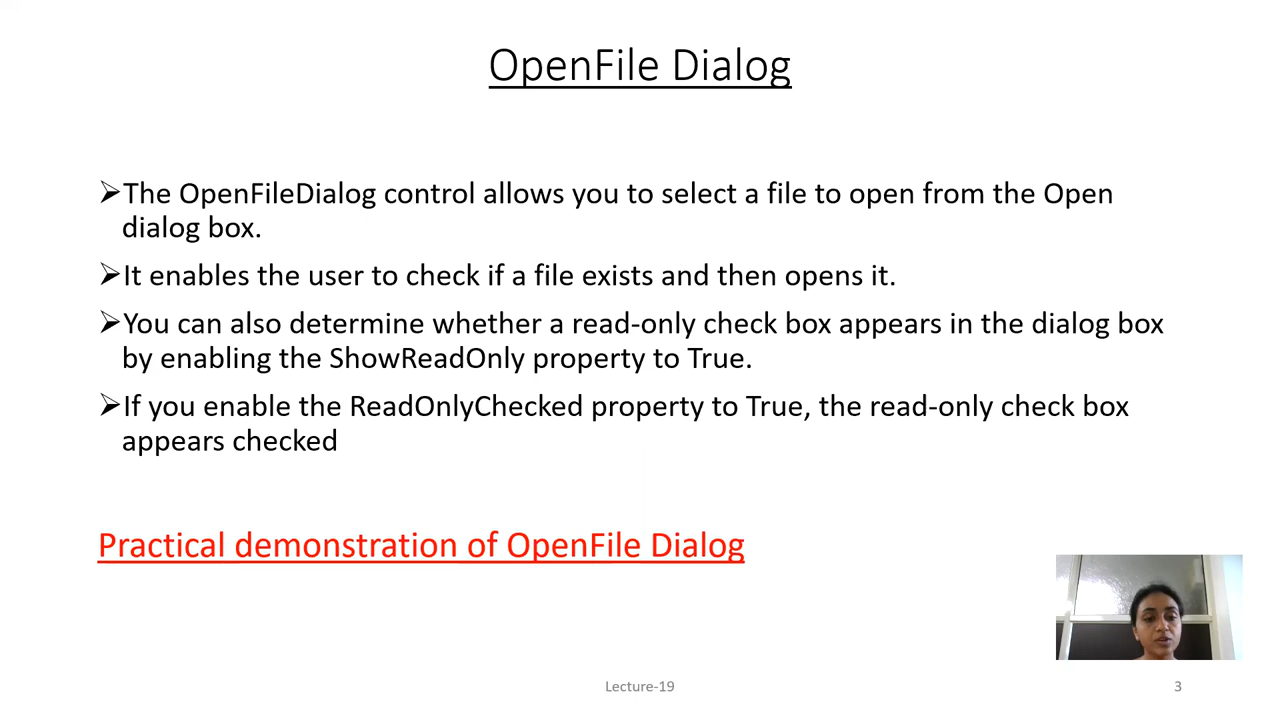 OpenFile Dialog
➢The OpenFileDialog control allows you to select a file to open from the Open
dialog box.
➢It enables the user to check if a file exists and then opens it.
➢You can also determine whether a read-only check box appears in the dialog box
by enabling the ShowReadOnly property to True.
➢If you enable the ReadOnlyChecked property to True, the read-only check box
appears checked
Practical demonstration of OpenFile Dialog
Lecture-19
3